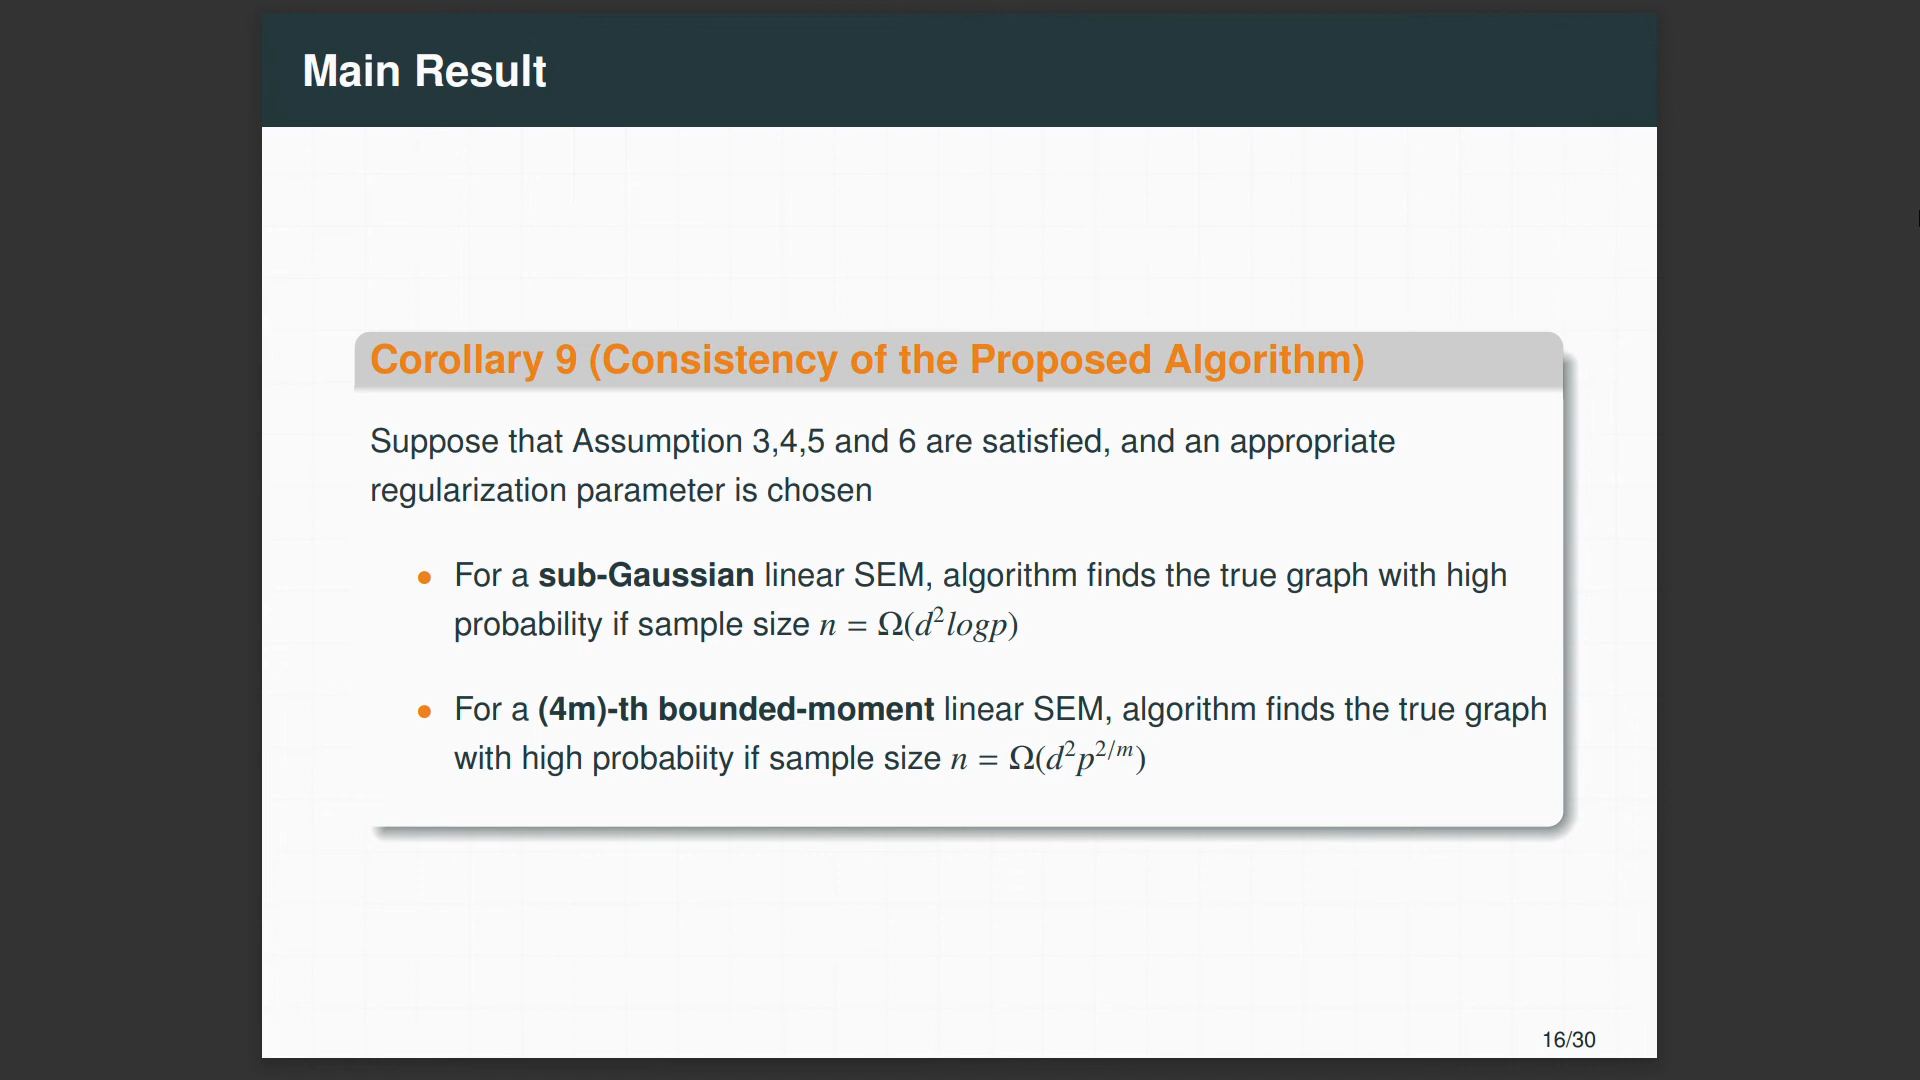 Main Result
Corollary 9 (Consistency of the Proposed Algorithm)
Suppose that Assumption 3,4,5 and 6 are satisfied, and an appropriate
regularization parameter is chosen
• For a sub-Gaussian linear SEM, algorithm finds the true graph with high
probability if sample size n = Ω(d²logp)
• For a (4m)-th bounded-moment linear SEM, algorithm finds the true graph
with high probabiity if sample size n = Ω(d²p²/ᵐ)
16/30